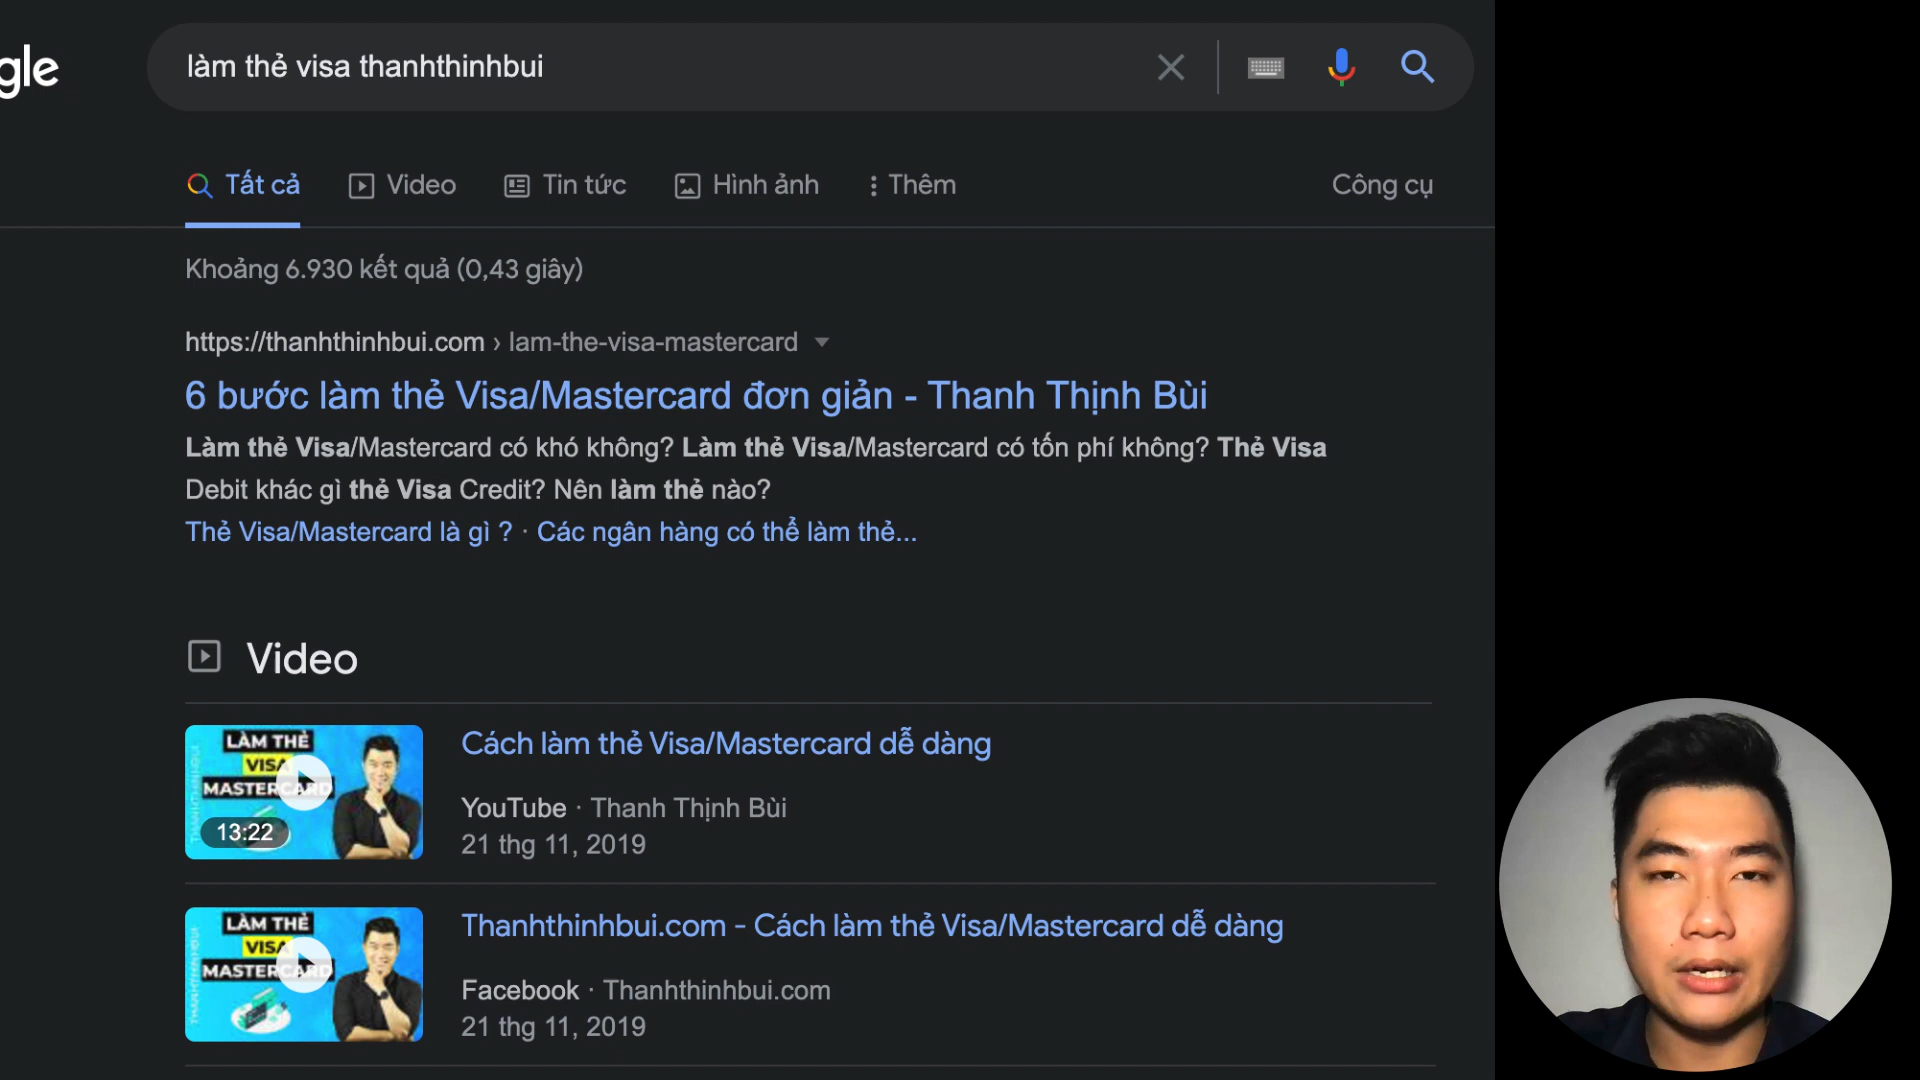 gle
làm thẻ visa thanhthinhbui
Tất cả
Video
Tin tức
Hình ảnh
Thêm
Công cụ
Khoảng 6.930 kết quả (0,43 giây)
https://thanhthinhbui.com › lam-the-visa-mastercard
6 bước làm thẻ Visa/Mastercard đơn giản - Thanh Thịnh Bùi
Làm thẻ Visa/Mastercard có khó không? Làm thẻ Visa/Mastercard có tốn phí không? Thẻ Visa
Debit khác gì thẻ Visa Credit? Nên làm thẻ nào?
Thẻ Visa/Mastercard là gì ? · Các ngân hàng có thể làm thẻ...
Video
LÀM THẺ
VISA
MASTERCARD
THANHTHINHBUI
13:22
Cách làm thẻ Visa/Mastercard dễ dàng
YouTube · Thanh Thịnh Bùi
21 thg 11, 2019
LÀM THẺ
VISA
MASTERCARD
THANHTHINHBUI
Thanhthinhbui.com - Cách làm thẻ Visa/Mastercard dễ dàng
Facebook · Thanhthinhbui.com
21 thg 11, 2019